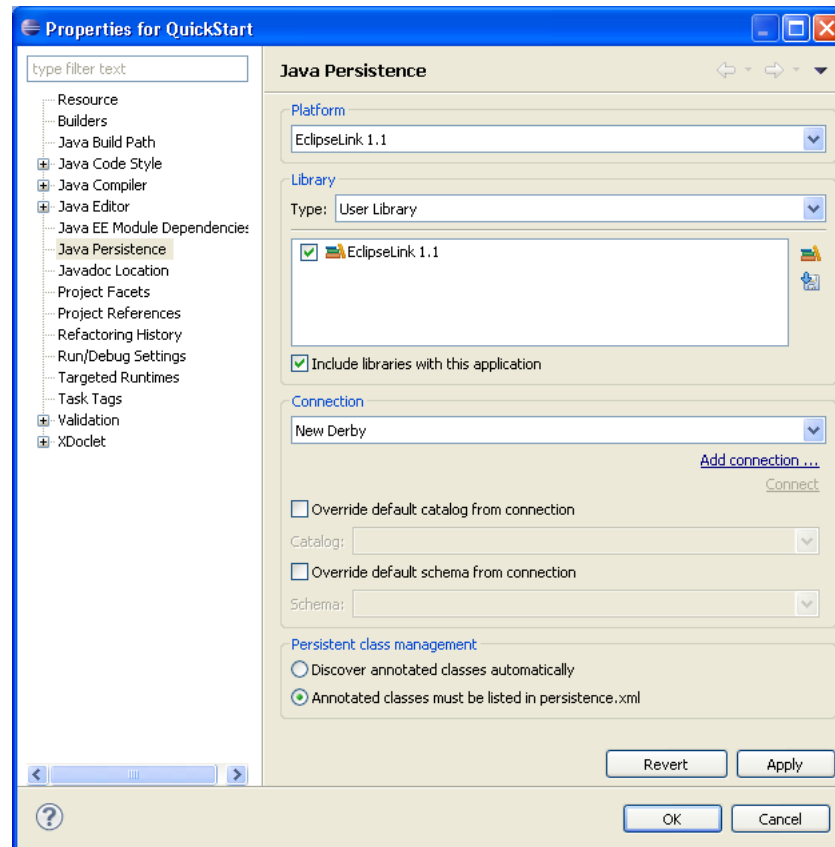 Properties for QuickStart
type filter text
Resource
Builders
Java Build Path
Java Code Style
Java Compiler
Java Editor
Java EE Module Dependencies
Java Persistence
Javadoc Location
Project Facets
Project References
Refactoring History
Run/Debug Settings
Targeted Runtimes
Task Tags
Validation
XDoclet
Java Persistence
Platform
EclipseLink 1.1
Library
Type: User Library
EclipseLink 1.1
Include libraries with this application
Connection
New Derby
Add connection ...
Connect
Override default catalog from connection
Catalog:
Override default schema from connection
Schema:
Persistent class management
Discover annotated classes automatically
Annotated classes must be listed in persistence.xml
Revert Apply
? OK Cancel